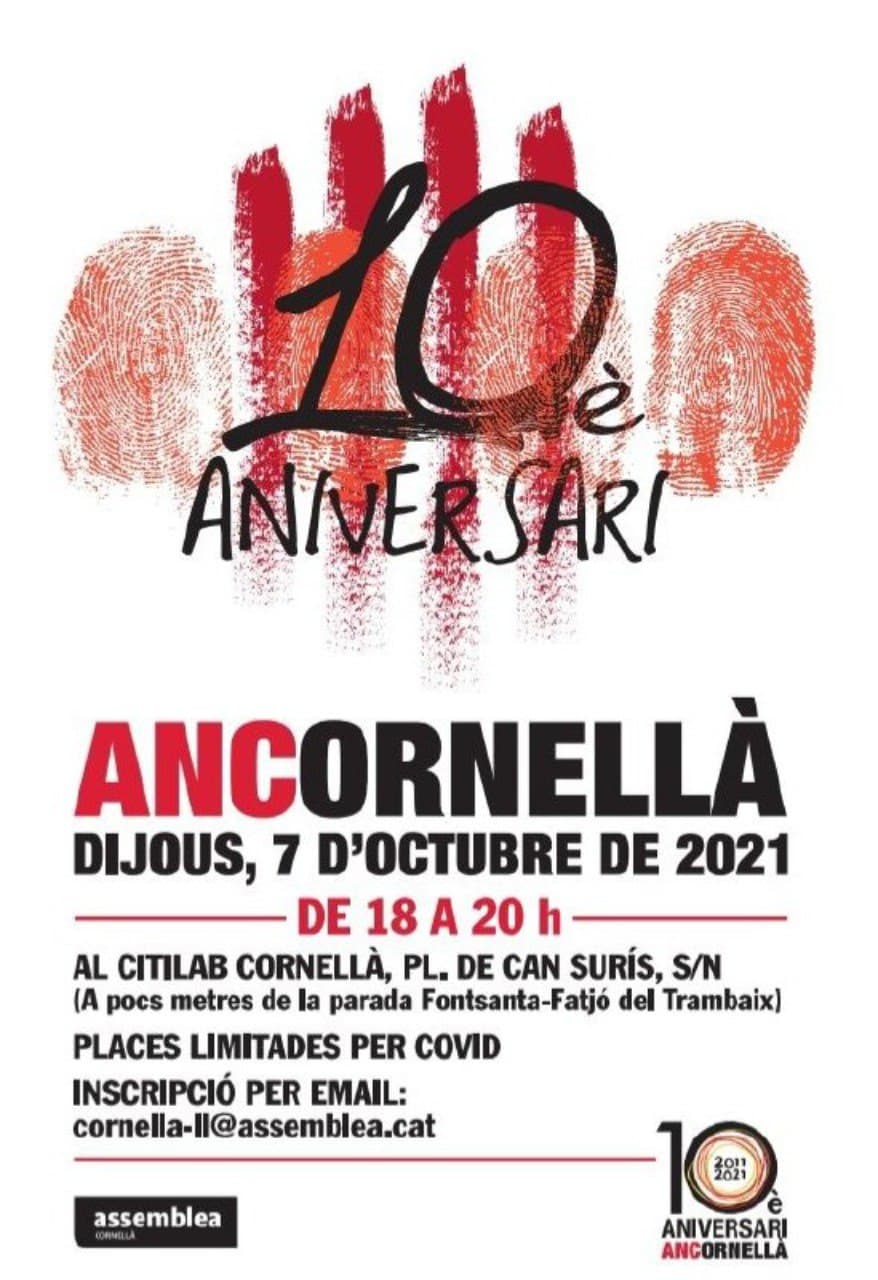 10è
ANIVERSARI
ANCORNELLÀ
DIJOUS, 7 D'OCTUBRE DE 2021
DE 18 A 20 h
AL CITILAB CORNELLÀ, PL. DE CAN SURÍS, S/N
(A pocs metres de la parada Fontsanta-Fatjó del Trambaix)
PLACES LIMITADES PER COVID
INSCRIPCIÓ PER EMAIL:
cornella-ll@assemblea.cat
assemblea
CORNELLÀ
10è
2011
2021
ANIVERSARI
ANCORNELLÀ